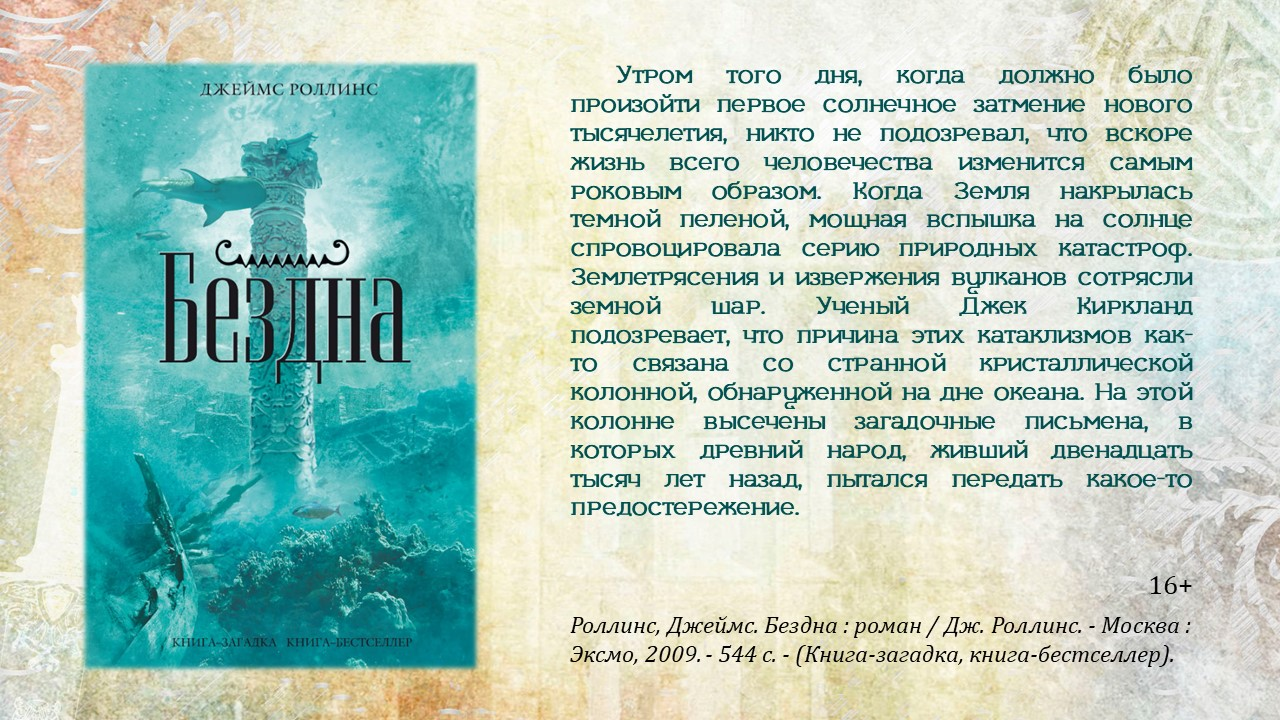 ДЖЕЙМС РОЛЛИНС
Бездна
КНИГА-ЗАГАДКА КНИГА-БЕСТСЕЛЛЕР
Утром того дня, когда должно было
произойти первое солнечное затмение нового
тысячелетия, никто не подозревал, что вскоре
жизнь всего человечества изменится самым
роковым образом. Когда Земля накрылась
темной пеленой, мощная вспышка на солнце
спровоцировала серию природных катастроф.
Землетрясения и извержения вулканов сотрясли
земной шар. Ученый Джек Киркланд
подозревает, что причина этих катаклизмов как-
то связана со странной кристаллической
колонной, обнаруженной на дне океана. На этой
колонне высечены загадочные письмена, в
которых древний народ, живший двенадцать
тысяч лет назад, пытался передать какое-то
предостережение.
16+
Роллинс, Джеймс. Бездна : роман / Дж. Роллинс. - Москва :
Эксмо, 2009. - 544 с. - (Книга-загадка, книга-бестселлер).